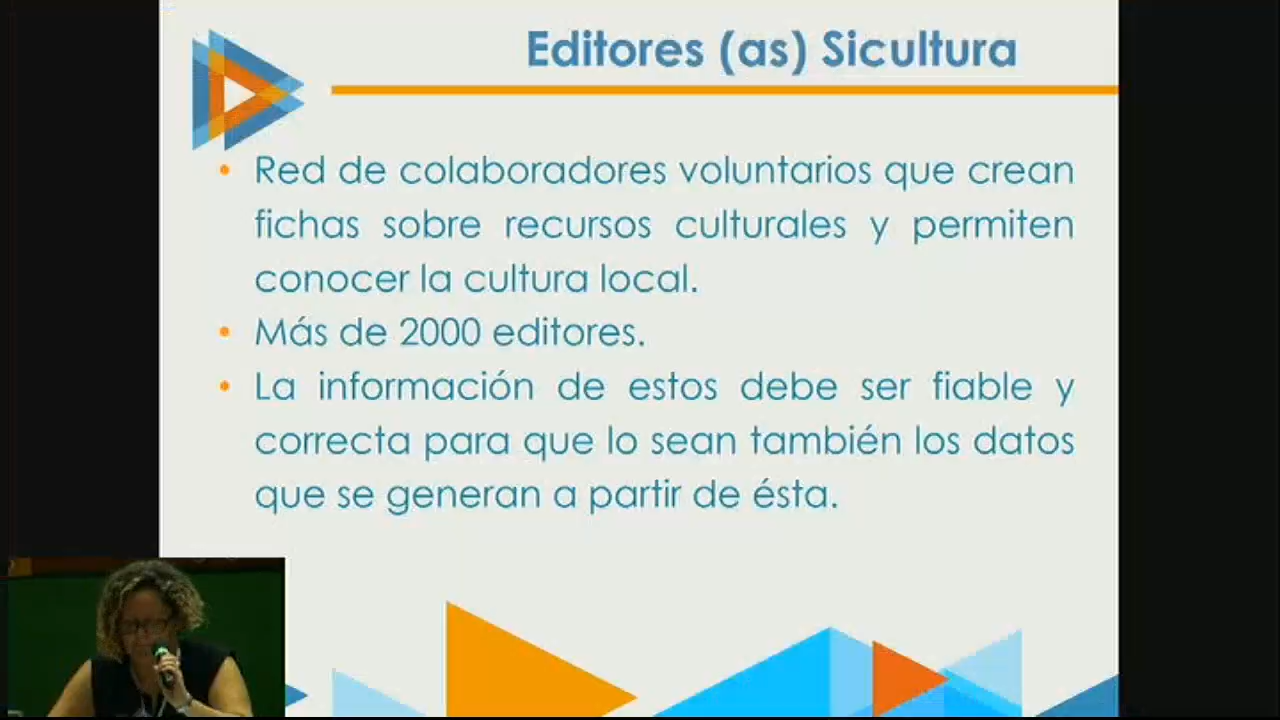 Editores (as) Sicultura
• Red de colaboradores voluntarios que crean
fichas sobre recursos culturales y permiten
conocer la cultura local.
• Más de 2000 editores.
• La información de estos debe ser fiable y
correcta para que lo sean también los datos
que se generan a partir de ésta.